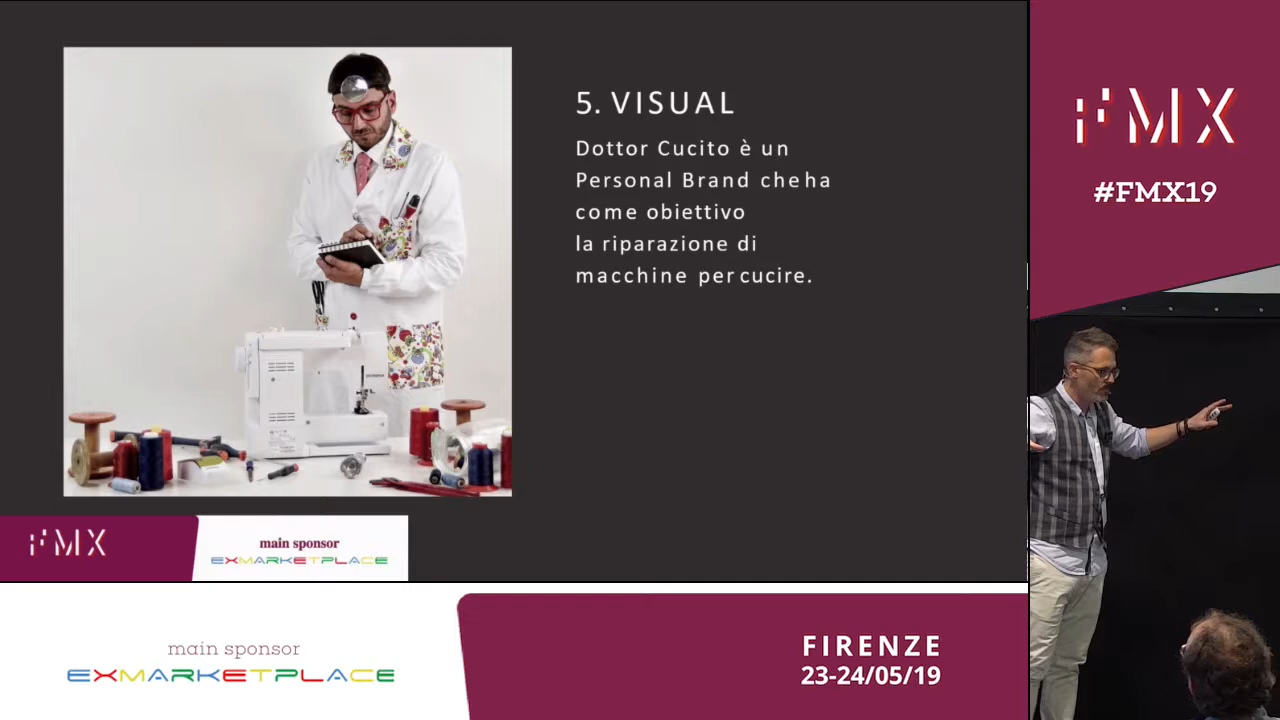 5. VISUAL
Dottor Cucito è un
Personal Brand che ha
come obiettivo
la riparazione di
macchine per cucire.
FMX
#FMX19
FMX
main sponsor
EXMARKETPLACE
main sponsor
EXMARKETPLACE
FIRENZE
23-24/05/19